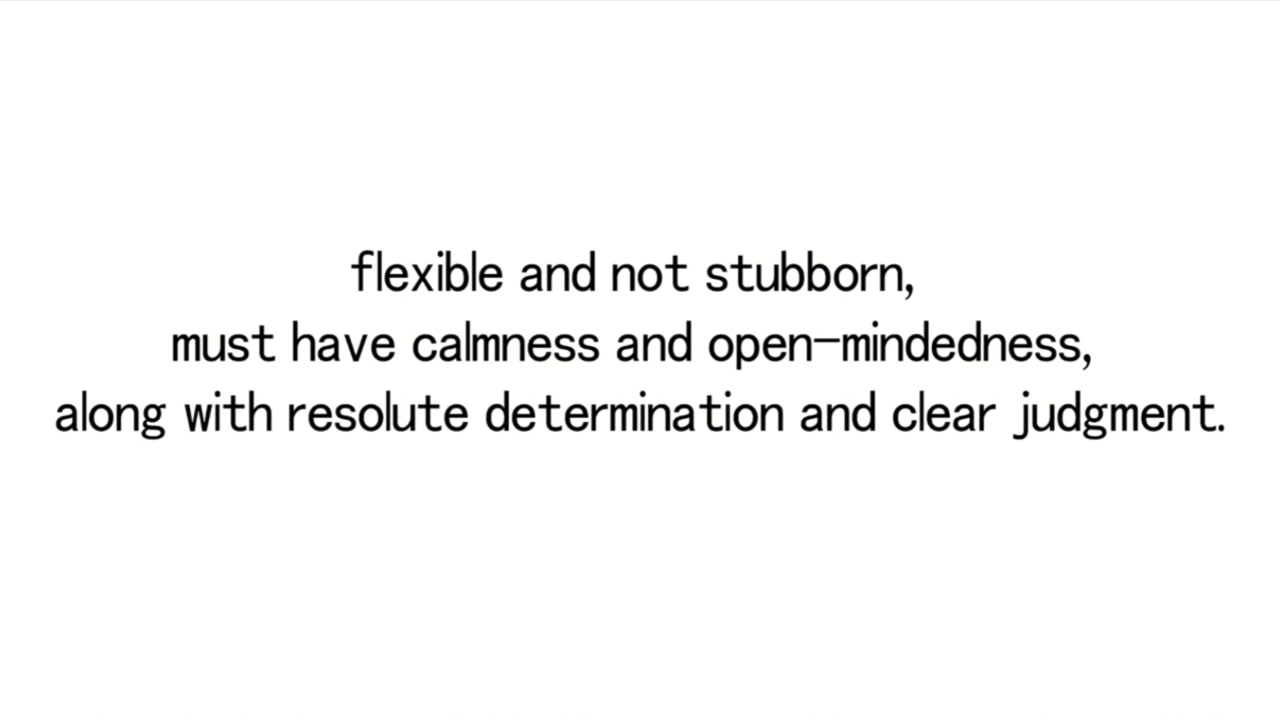 flexible and not stubborn,
must have calmness and open-mindedness,
along with resolute determination and clear judgment.